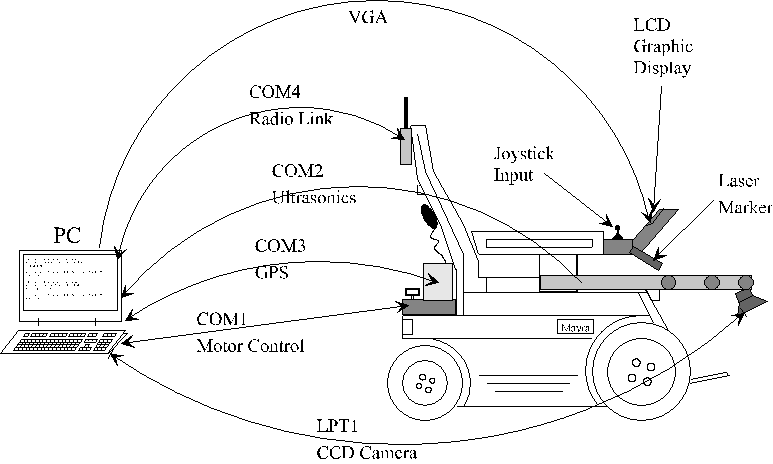 VGA
LCD
Graphic
Display
COM4
Radio Link
Joystick
Input
COM2
Ultrasonics
Laser
Marker
PC
COM3
GPS
COM1
Motor Control
LPT1
CCD Camera